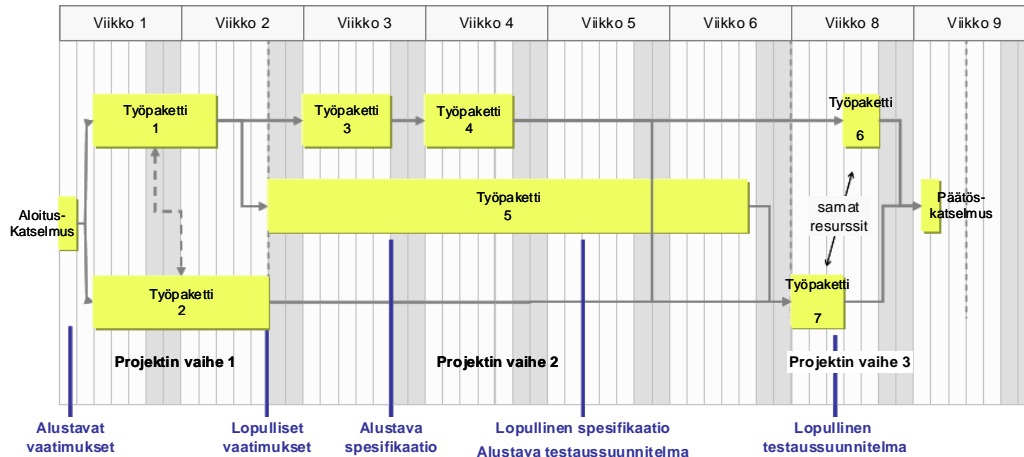 Viikko 1
Viikko 2
Viikko 3
Viikko 4
Viikko 5
Viikko 6
Viikko 8
Viikko 9
Työpaketti
1
Työpaketti
3
Työpaketti
4
Työpaketti
6
Työpaketti
5
Aloitus-
Katselmus
samat
resurssit
Päätös-
katselmus
Työpaketti
2
Työpaketti
7
Projektin vaihe 1
Projektin vaihe 2
Projektin vaihe 3
Alustavat
vaatimukset
Lopulliset
vaatimukset
Alustava
spesifikaatio
Lopullinen spesifikaatio
Alustava testaussuunnitelma
Lopullinen
testaussuunnitelma